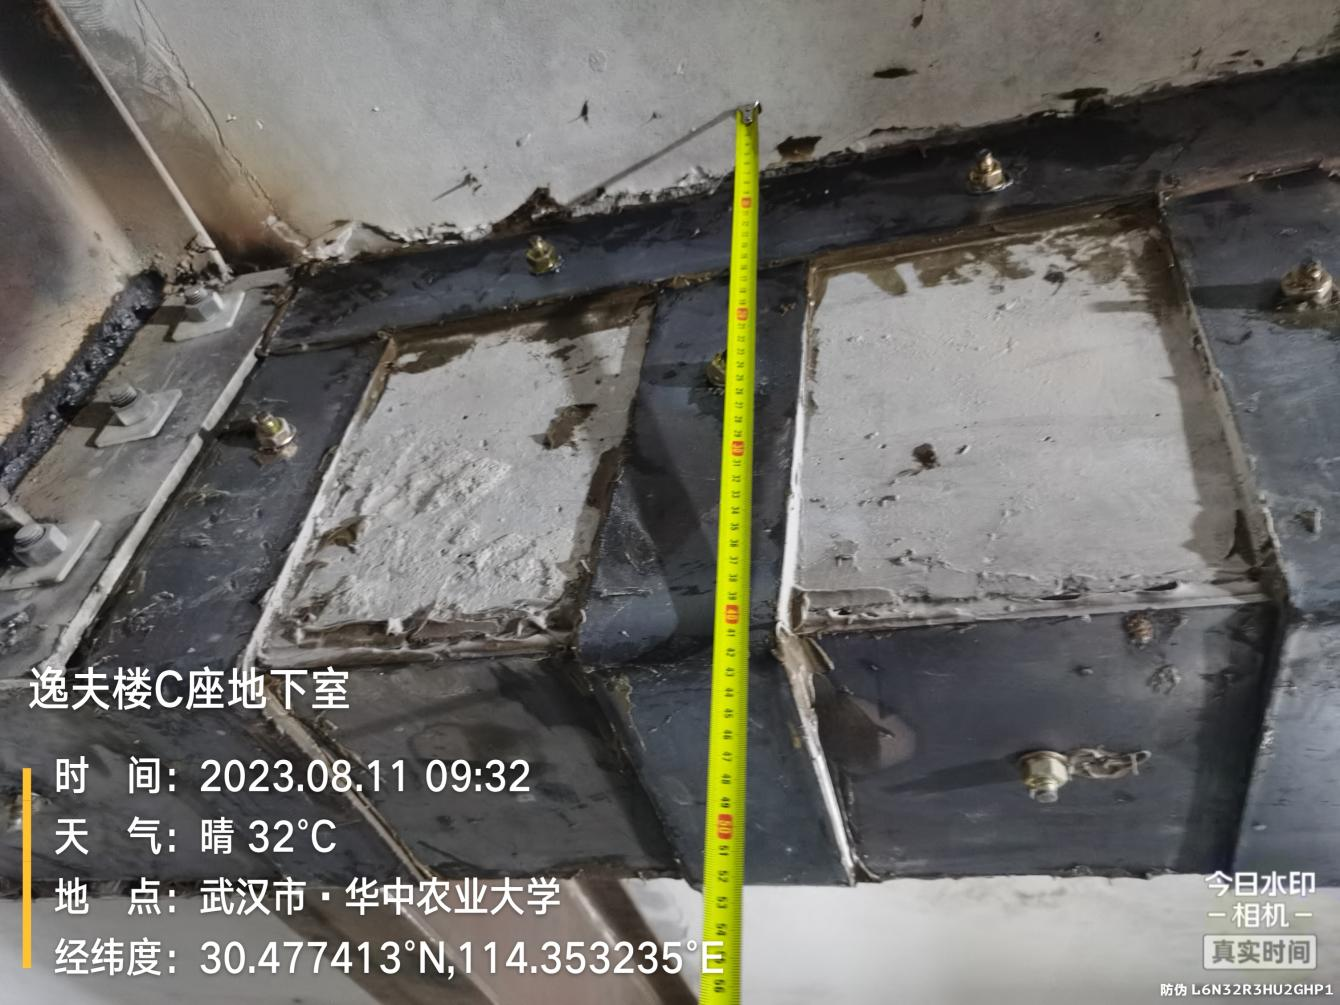 逸夫楼C座地下室
时 间：2023.08.11 09:32
天 气：晴 32°C
地 点：武汉市·华中农业大学
经纬度：30.477413°N,114.353235°E
今日水印
-相机-
真实时间
防伪 L6N32R3HU2GHP1